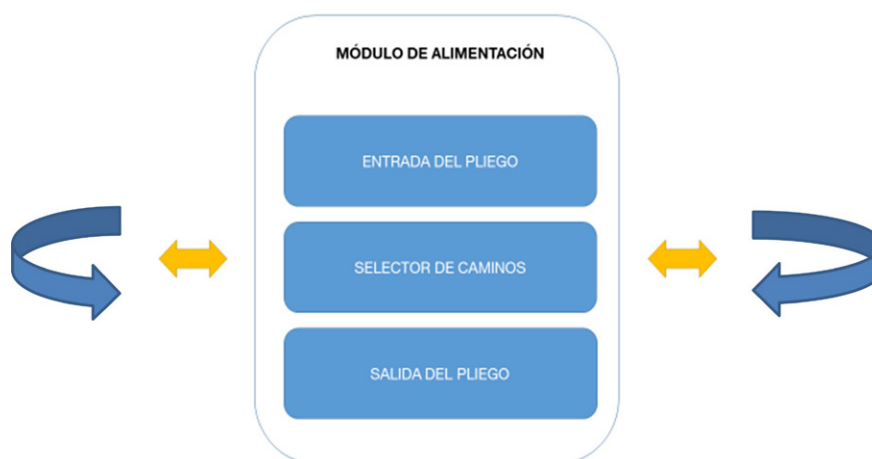 MÓDULO DE ALIMENTACIÓN
ENTRADA DEL PLIEGO
SELECTOR DE CAMINOS
SALIDA DEL PLIEGO